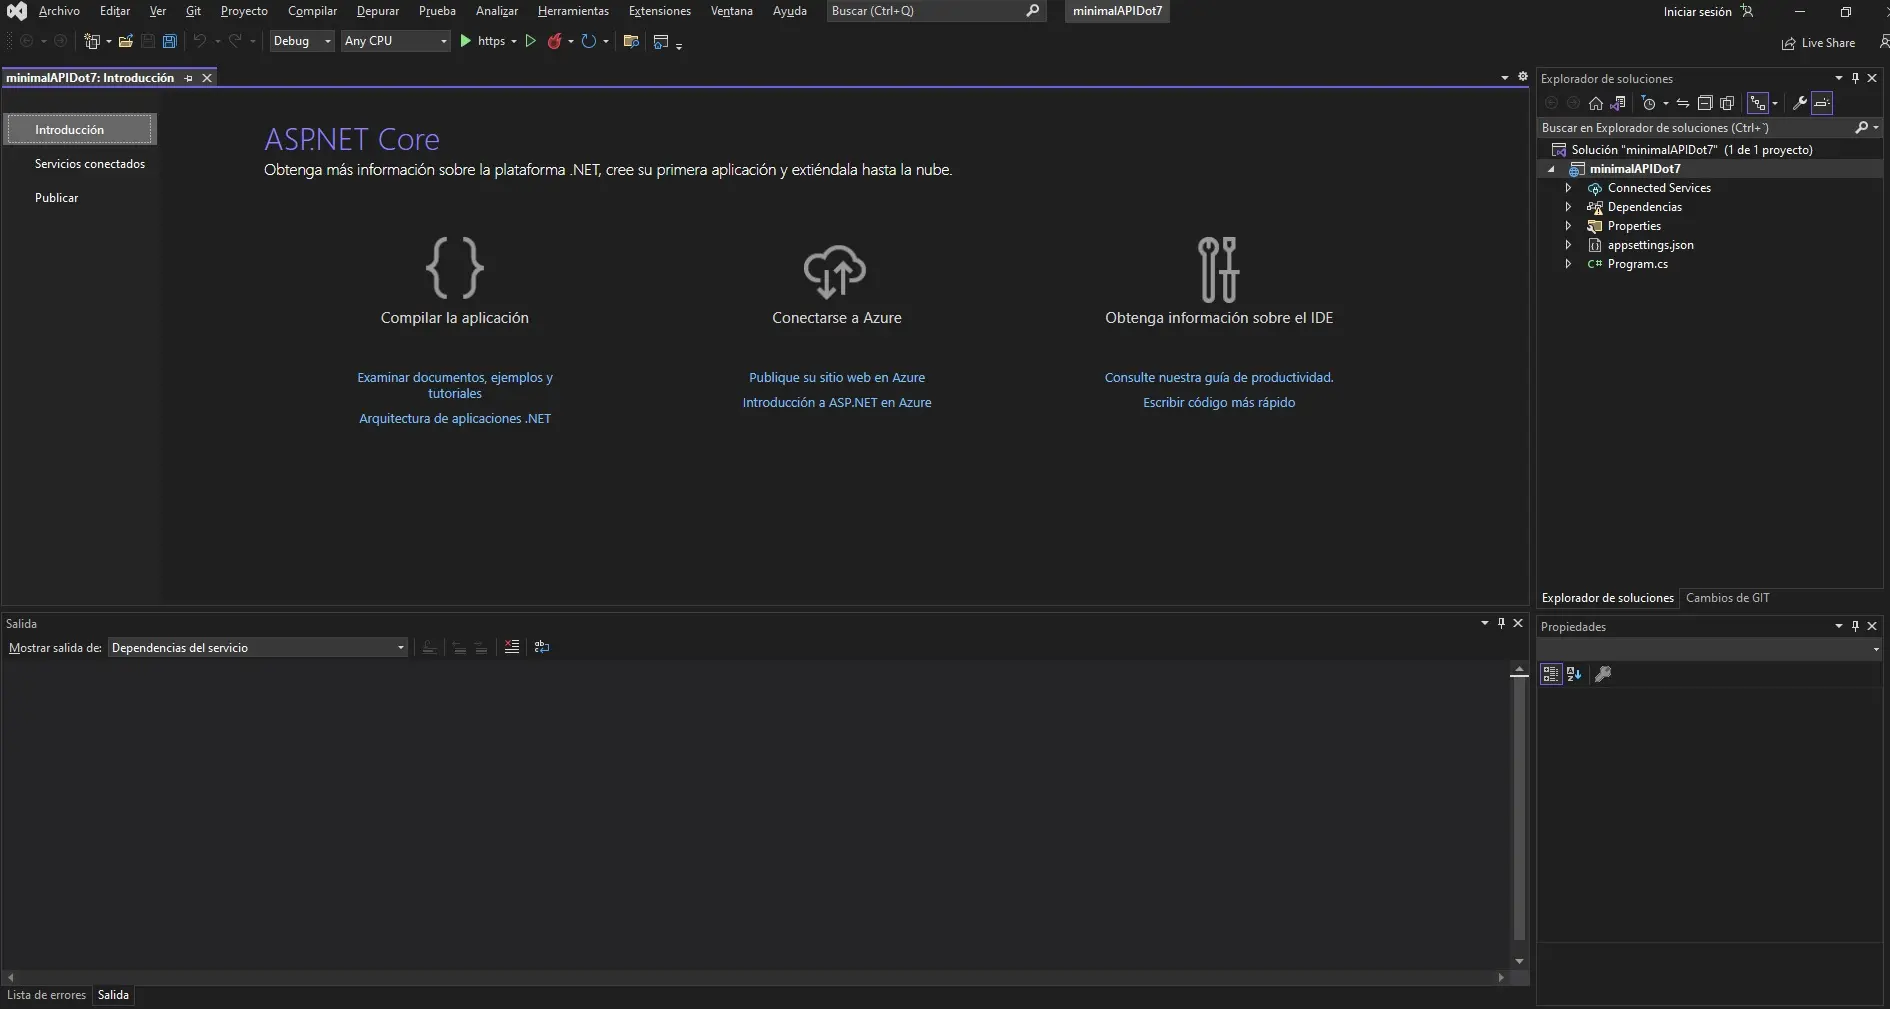 Archivo Editar Ver Git Proyecto Compilar Depurar Prueba Analizar Herramientas Extensiones Ventana Ayuda Buscar (Ctrl+Q) minimalAPIDot7 Iniciar sesión
Debug Any CPU https Live Share
minimalAPIDot7: Introducción
Introducción
Servicios conectados
Publicar
ASP.NET Core
Obtenga más información sobre la plataforma .NET, cree su primera aplicación y extiéndala hasta la nube.
Compilar la aplicación
Examinar documentos, ejemplos y
tutoriales
Arquitectura de aplicaciones .NET
Conectarse a Azure
Publique su sitio web en Azure
Introducción a ASP.NET en Azure
Obtenga información sobre el IDE
Consulte nuestra guía de productividad.
Escribir código más rápido
Explorador de soluciones
Buscar en Explorador de soluciones (Ctrl+`)
Solución "minimalAPIDot7" (1 de 1 proyecto)
minimalAPIDot7
Connected Services
Dependencias
Properties
appsettings.json
C# Program.cs
Explorador de soluciones Cambios de GIT
Salida
Mostrar salida de: Dependencias del servicio
Propiedades
Lista de errores Salida